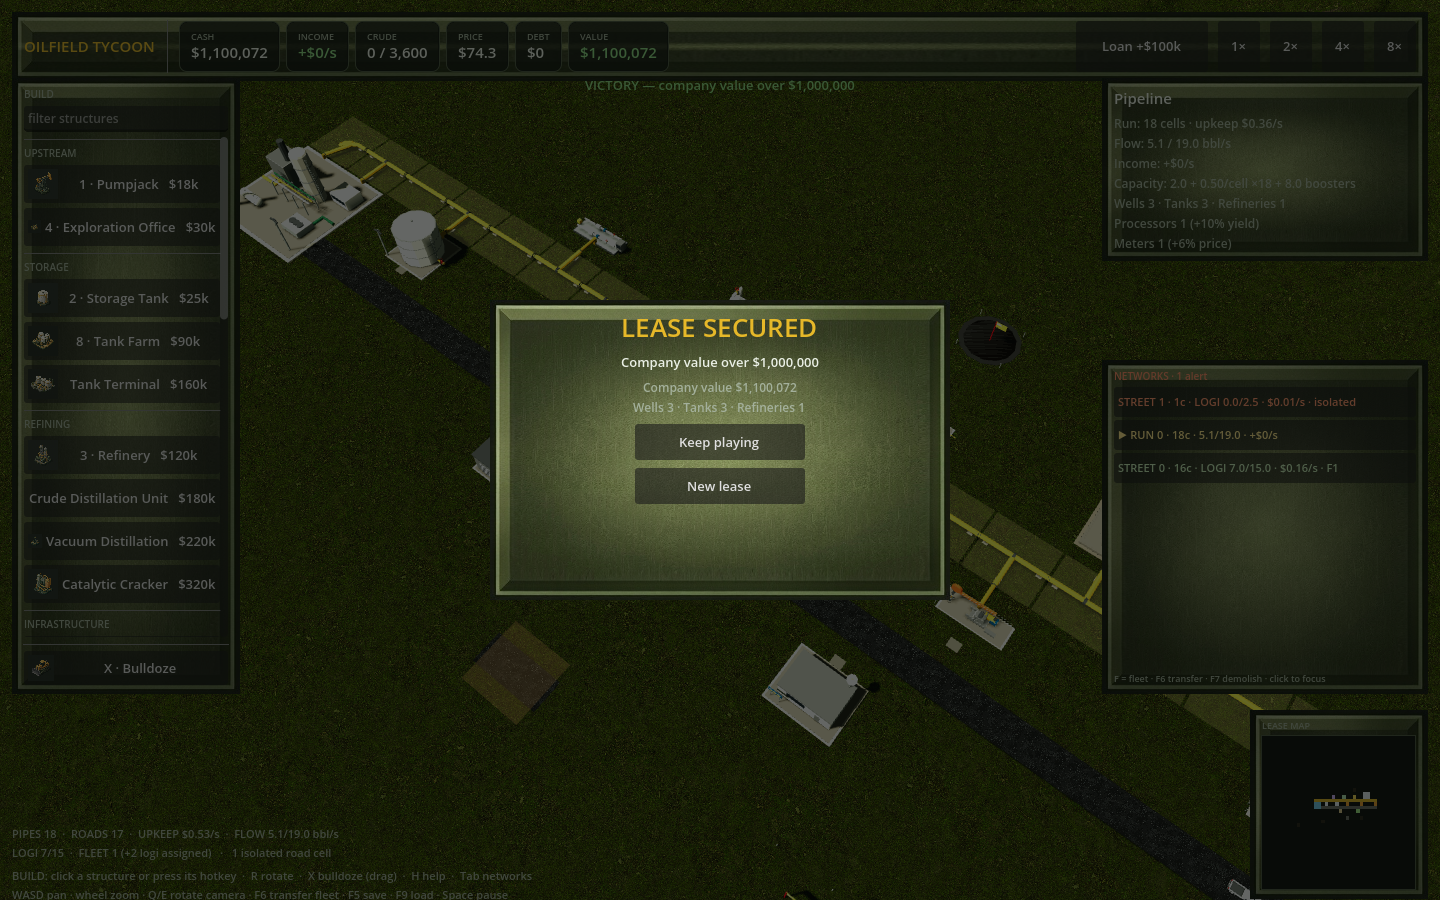 OILFIELD TYCOON
CASH
$1,100,072
INCOME
+$0/s
CRUDE
0 / 3,600
PRICE
$74.3
DEBT
$0
VALUE
$1,100,072
Loan +$100k
1×
2×
4×
8×
VICTORY — company value over $1,000,000
BUILD
filter structures
UPSTREAM
1 · Pumpjack $18k
4 · Exploration Office $30k
STORAGE
2 · Storage Tank $25k
8 · Tank Farm $90k
Tank Terminal $160k
REFINING
3 · Refinery $120k
Crude Distillation Unit $180k
Vacuum Distillation $220k
Catalytic Cracker $320k
INFRASTRUCTURE
X · Bulldoze
LEASE SECURED
Company value over $1,000,000
Company value $1,100,072
Wells 3 · Tanks 3 · Refineries 1
Keep playing
New lease
Pipeline
Run: 18 cells · upkeep $0.36/s
Flow: 5.1 / 19.0 bbl/s
Income: +$0/s
Capacity: 2.0 + 0.50/cell ×18 + 8.0 boosters
Wells 3 · Tanks 3 · Refineries 1
Processors 1 (+10% yield)
Meters 1 (+6% price)
NETWORKS · 1 alert
STREET 1 · 1c · LOGI 0.0/2.5 · $0.01/s · isolated
▶ RUN 0 · 18c · 5.1/19.0 · +$0/s
STREET 0 · 16c · LOGI 7.0/15.0 · $0.16/s · F1
F = fleet · F6 transfer · F7 demolish · click to focus
LEASE MAP
PIPES 18 · ROADS 17 · UPKEEP $0.53/s · FLOW 5.1/19.0 bbl/s
LOGI 7/15 · FLEET 1 (+2 logi assigned) · 1 isolated road cell
BUILD: click a structure or press its hotkey · R rotate · X bulldoze (drag) · H help · Tab networks
WASD pan · wheel zoom · Q/E rotate camera · F6 transfer fleet · F5 save · F9 load · Space pause